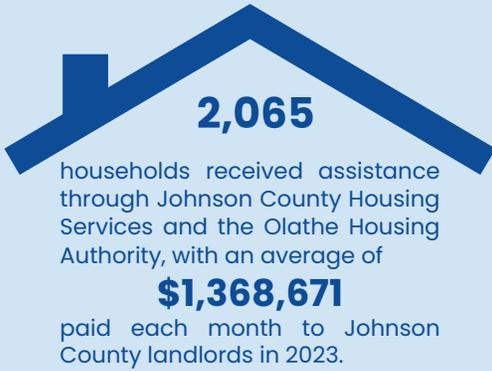 2,065
households received assistance
through Johnson County Housing
Services and the Olathe Housing
Authority, with an average of
$1,368,671
paid each month to Johnson
County landlords in 2023.